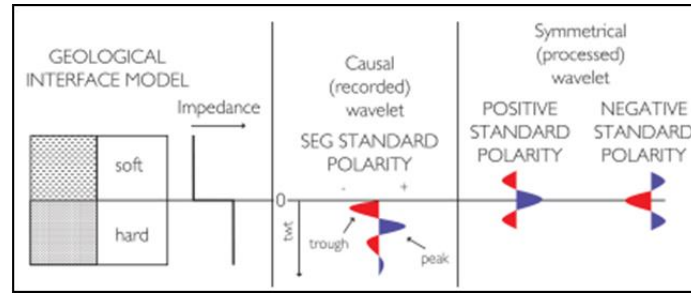 GEOLOGICAL
INTERFACE MODEL
Impedance
soft
hard
Causal
(recorded)
wavelet
SEG STANDARD
POLARITY
- +
0
twt
trough
peak
Symmetrical
(processed)
wavelet
POSITIVE
STANDARD
POLARITY
NEGATIVE
STANDARD
POLARITY